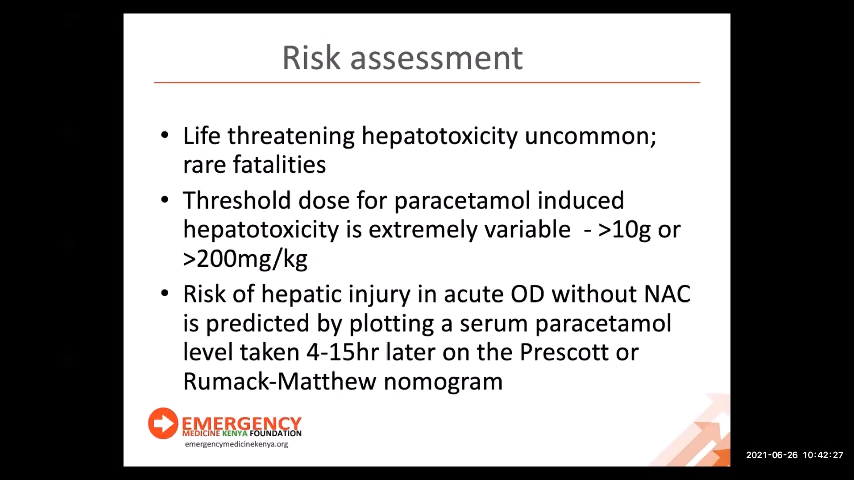 Risk assessment
• Life threatening hepatotoxicity uncommon;
rare fatalities
• Threshold dose for paracetamol induced
hepatotoxicity is extremely variable - >10g or
>200mg/kg
• Risk of hepatic injury in acute OD without NAC
is predicted by plotting a serum paracetamol
level taken 4-15hr later on the Prescott or
Rumack-Matthew nomogram
EMERGENCY
MEDICINE KENYA FOUNDATION
emergencymedicinekenya.org
2021-06-26 10:42:27